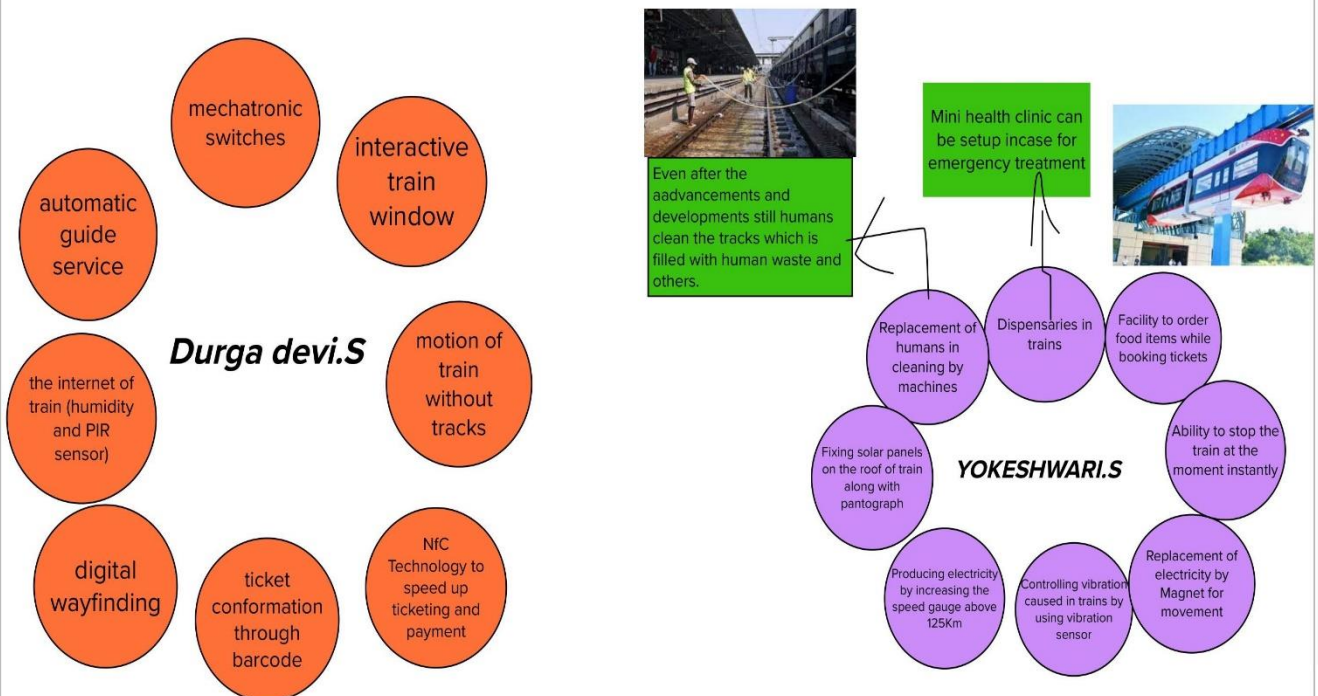 mechatronic
switches
interactive
train
window
automatic
guide
service
Durga devi.S
motion of
train
without
tracks
the internet of
train (humidity
and PIR
sensor)
digital
wayfinding
ticket
conformation
through
barcode
NfC
Technology to
speed up
ticketing and
payment
Even after the
aadvancements and
developments still humans
clean the tracks which is
filled with human waste and
others.
Mini health clinic can
be setup incase for
emergency treatment
Replacement of
humans in
cleaning by
machines
Dispensaries in
trains
Facility to order
food items while
booking tickets
Fixing solar panels
on the roof of train
along with
pantograph
YOKESHWARI.S
Ability to stop the
train at the
moment instantly
Producing electricity
by increasing the
speed gauge above
125Km
Controlling vibration
caused in trains by
using vibration
sensor
Replacement of
electricity by
Magnet for
movement